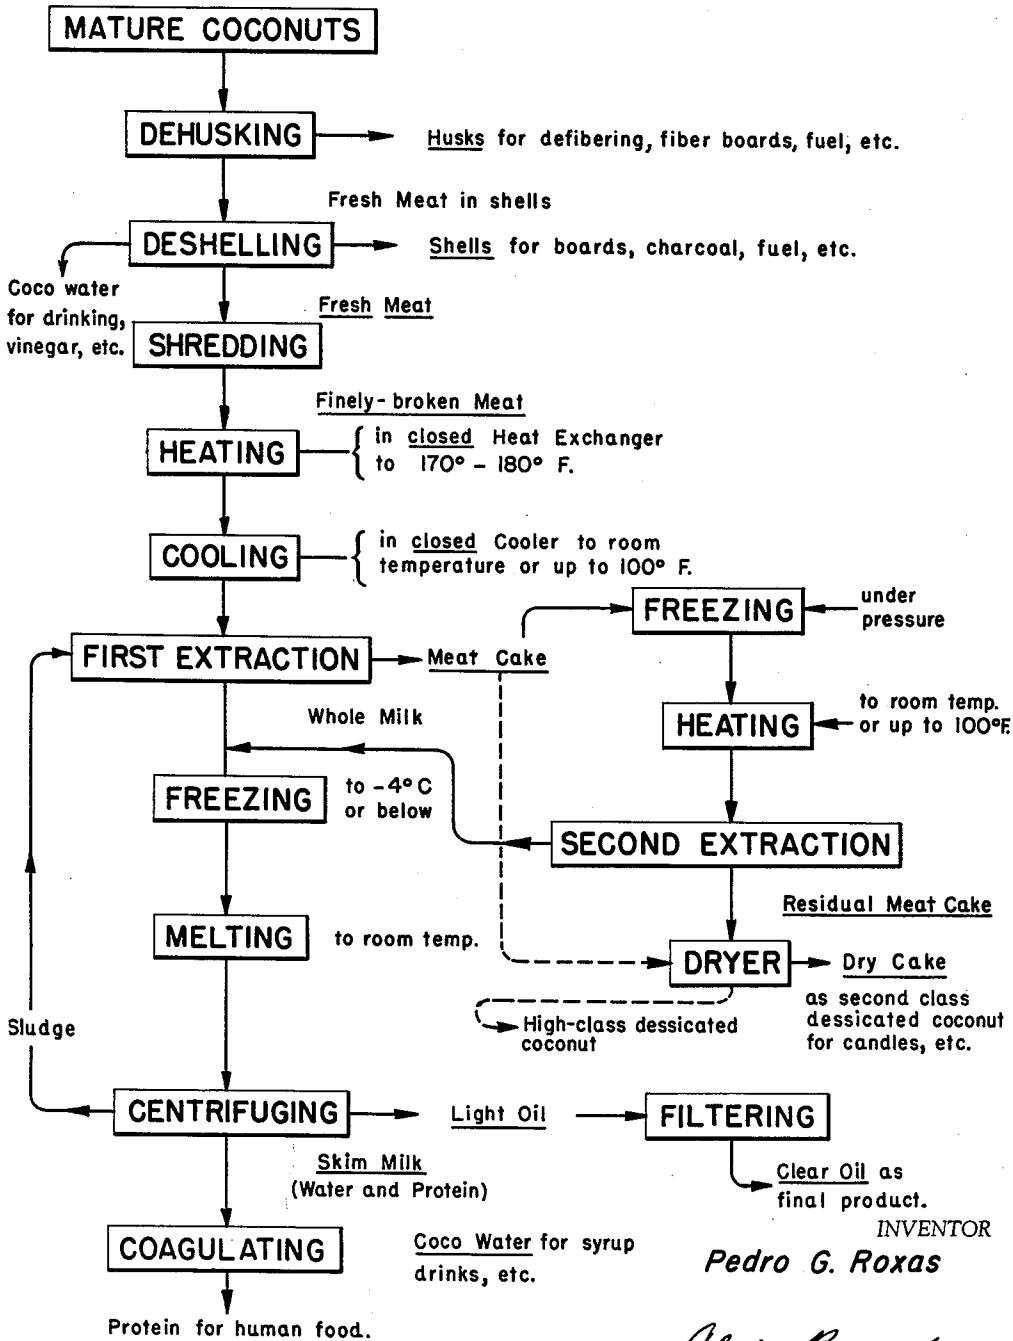 MATURE COCONUTS
DEHUSKING
Husks for defibering, fiber boards, fuel, etc.
Fresh Meat in shells
DESHELLING
Shells for boards, charcoal, fuel, etc.
Coco water
for drinking,
vinegar, etc.
Fresh Meat
SHREDDING
Finely-broken Meat
HEATING
in closed Heat Exchanger
to 170° - 180° F.
COOLING
in closed Cooler to room
temperature or up to 100° F.
FREEZING
under
pressure
FIRST EXTRACTION
Meat Cake
HEATING
to room temp.
or up to 100°F.
Whole Milk
FREEZING
to -4°C
or below
SECOND EXTRACTION
Residual Meat Cake
MELTING
to room temp.
DRYER
Dry Cake
as second class
dessicated coconut
for candles, etc.
High-class dessicated
coconut
Sludge
CENTRIFUGING
Light Oil
FILTERING
Skim Milk
(Water and Protein)
Clear Oil as
final product.
COAGULATING
Coco Water for syrup
drinks, etc.
Protein for human food.
INVENTOR
Pedro G. Roxas